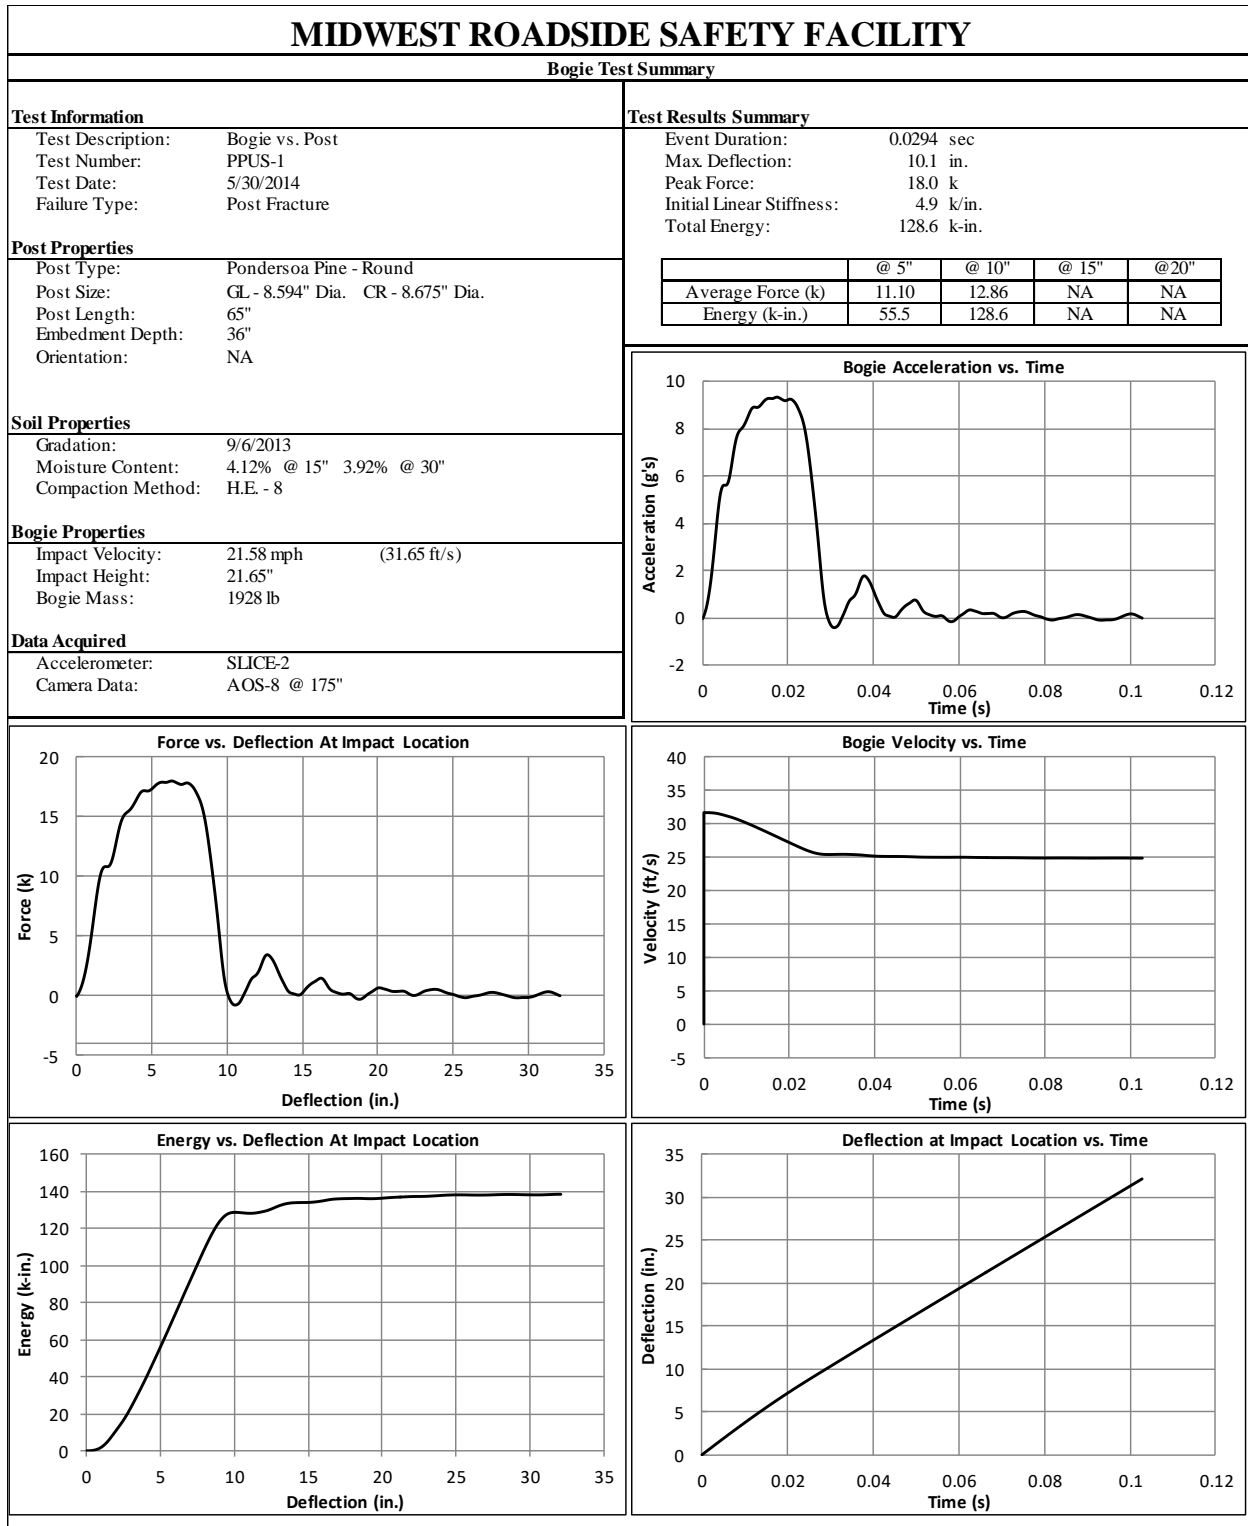 MIDWEST ROADSIDE SAFETY FACILITY
Bogie Test Summary
Test Information
Test Description: Bogie vs. Post
Test Number: PPUS-1
Test Date: 5/30/2014
Failure Type: Post Fracture
Post Properties
Post Type: Pondersoa Pine - Round
Post Size: GL - 8.594" Dia. CR - 8.675" Dia.
Post Length: 65"
Embedment Depth: 36"
Orientation: NA
Soil Properties
Gradation: 9/6/2013
Moisture Content: 4.12% @ 15" 3.92% @ 30"
Compaction Method: H.E. - 8
Bogie Properties
Impact Velocity: 21.58 mph (31.65 ft/s)
Impact Height: 21.65"
Bogie Mass: 1928 lb
Data Acquired
Accelerometer: SLICE-2
Camera Data: AOS-8 @ 175"
Test Results Summary
Event Duration: 0.0294 sec
Max. Deflection: 10.1 in.
Peak Force: 18.0 k
Initial Linear Stiffness: 4.9 k/in.
Total Energy: 128.6 k-in.
@ 5" @ 10" @ 15" @20"
Average Force (k) 11.10 12.86 NA NA
Energy (k-in.) 55.5 128.6 NA NA
Bogie Acceleration vs. Time
10
8
6
4
2
0
-2
Acceleration (g's)
0 0.02 0.04 0.06 0.08 0.1 0.12
Time (s)
Force vs. Deflection At Impact Location
20
15
10
5
0
-5
Force (k)
0 5 10 15 20 25 30 35
Deflection (in.)
Bogie Velocity vs. Time
40
35
30
25
20
15
10
5
0
-5
Velocity (ft/s)
0 0.02 0.04 0.06 0.08 0.1 0.12
Time (s)
Energy vs. Deflection At Impact Location
160
140
120
100
80
60
40
20
0
Energy (k-in.)
0 5 10 15 20 25 30 35
Deflection (in.)
Deflection at Impact Location vs. Time
35
30
25
20
15
10
5
0
Deflection (in.)
0 0.02 0.04 0.06 0.08 0.1 0.12
Time (s)